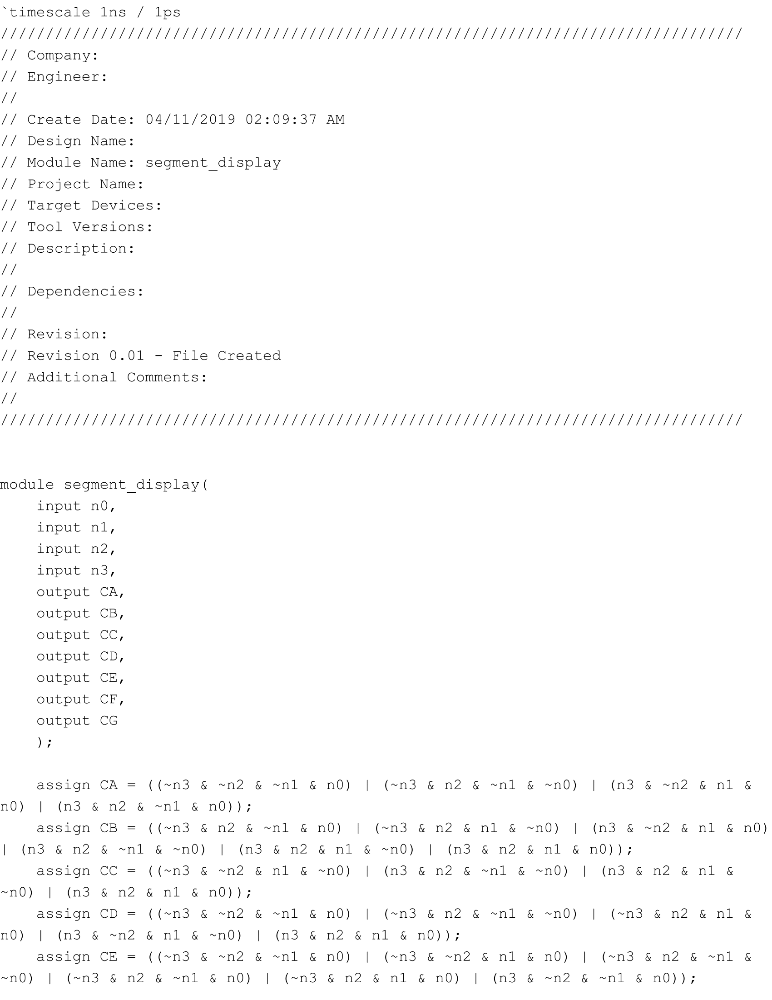 `timescale 1ns / 1ps
//////////////////////////////////////////////////////////////////////////////////
// Company:
// Engineer:
//
// Create Date: 04/11/2019 02:09:37 AM
// Design Name:
// Module Name: segment_display
// Project Name:
// Target Devices:
// Tool Versions:
// Description:
//
// Dependencies:
//
// Revision:
// Revision 0.01 - File Created
// Additional Comments:
//
//////////////////////////////////////////////////////////////////////////////////
module segment_display(
    input n0,
    input n1,
    input n2,
    input n3,
    output CA,
    output CB,
    output CC,
    output CD,
    output CE,
    output CF,
    output CG
    );
    assign CA = ((~n3 & ~n2 & ~n1 & n0) | (~n3 & n2 & ~n1 & ~n0) | (n3 & ~n2 & n1 &
n0) | (n3 & n2 & ~n1 & n0));
    assign CB = ((~n3 & n2 & ~n1 & n0) | (~n3 & n2 & n1 & ~n0) | (n3 & ~n2 & n1 & n0)
| (n3 & n2 & ~n1 & ~n0) | (n3 & n2 & n1 & ~n0) | (n3 & n2 & n1 & n0));
    assign CC = ((~n3 & ~n2 & n1 & ~n0) | (n3 & n2 & ~n1 & ~n0) | (n3 & n2 & n1 &
~n0) | (n3 & n2 & n1 & n0));
    assign CD = ((~n3 & ~n2 & ~n1 & n0) | (~n3 & n2 & ~n1 & ~n0) | (~n3 & n2 & n1 &
n0) | (n3 & ~n2 & n1 & ~n0) | (n3 & n2 & n1 & n0));
    assign CE = ((~n3 & ~n2 & ~n1 & n0) | (~n3 & ~n2 & n1 & n0) | (~n3 & n2 & ~n1 &
~n0) | (~n3 & n2 & ~n1 & n0) | (~n3 & n2 & n1 & n0) | (n3 & ~n2 & ~n1 & n0));